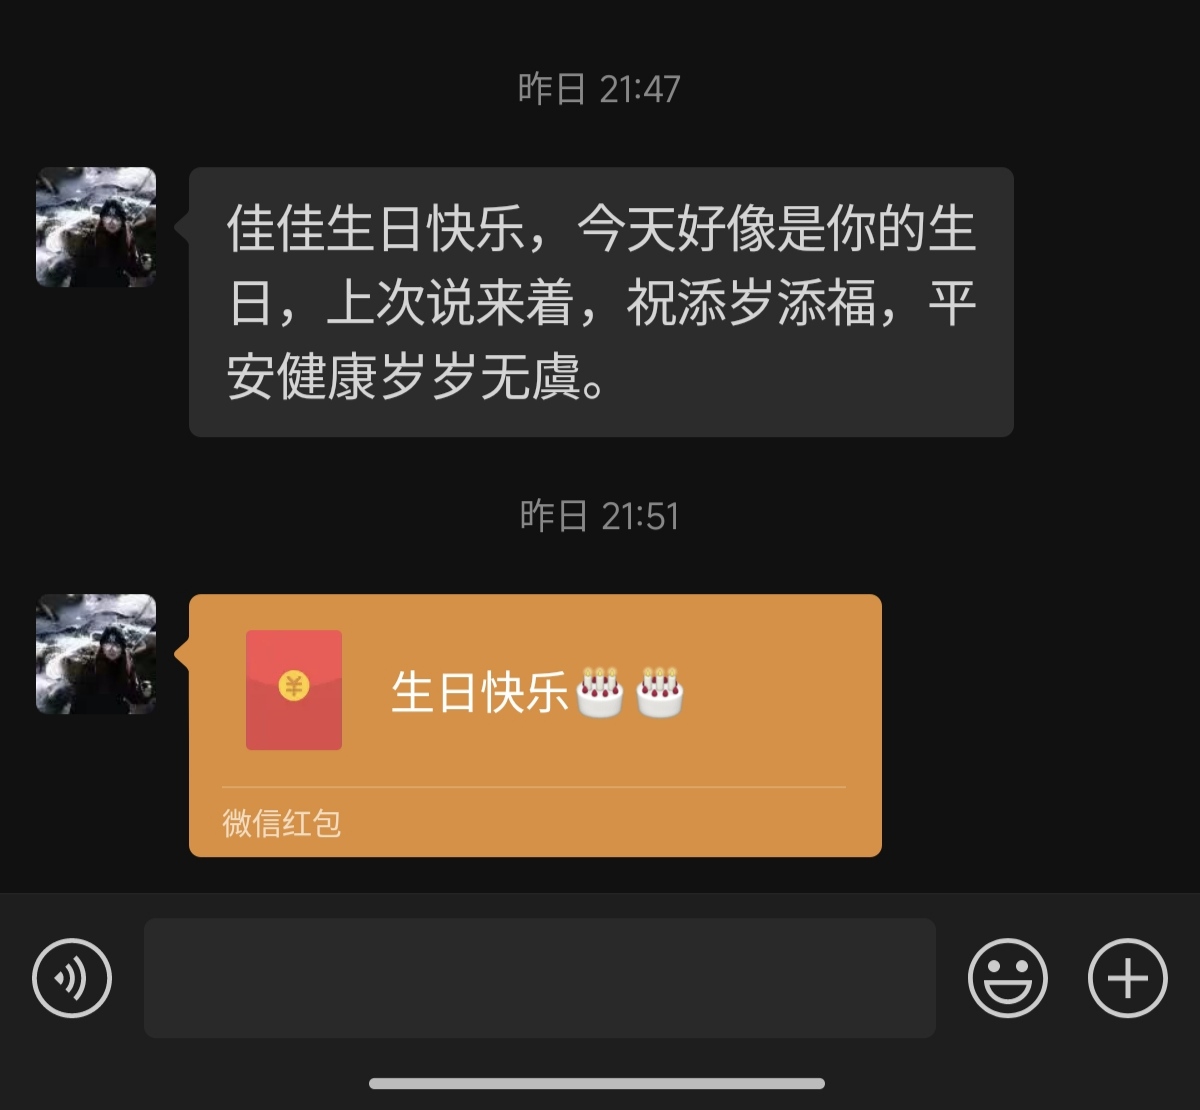 昨日 21:47
佳佳生日快乐，今天好像是你的生
日，上次说来着，祝添岁添福，平
安健康岁岁无虞。
昨日 21:51
生日快乐🎂🎂
微信红包